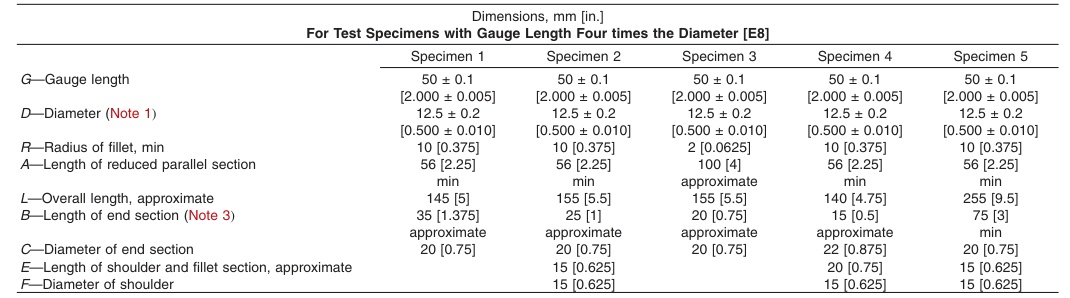 Dimensions, mm [in.]
For Test Specimens with Gauge Length Four times the Diameter [E8]
Specimen 1 Specimen 2 Specimen 3 Specimen 4 Specimen 5
G—Gauge length 50 ± 0.1 50 ± 0.1 50 ± 0.1 50 ± 0.1 50 ± 0.1
[2.000 ± 0.005] [2.000 ± 0.005] [2.000 ± 0.005] [2.000 ± 0.005] [2.000 ± 0.005]
D—Diameter (Note 1) 12.5 ± 0.2 12.5 ± 0.2 12.5 ± 0.2 12.5 ± 0.2 12.5 ± 0.2
[0.500 ± 0.010] [0.500 ± 0.010] [0.500 ± 0.010] [0.500 ± 0.010] [0.500 ± 0.010]
R—Radius of fillet, min 10 [0.375] 10 [0.375] 2 [0.0625] 10 [0.375] 10 [0.375]
A—Length of reduced parallel section 56 [2.25] 56 [2.25] 100 [4] 56 [2.25] 56 [2.25]
min min approximate min min
L—Overall length, approximate 145 [5] 155 [5.5] 155 [5.5] 140 [4.75] 255 [9.5]
B—Length of end section (Note 3) 35 [1.375] 25 [1] 20 [0.75] 15 [0.5] 75 [3]
approximate approximate approximate approximate min
C—Diameter of end section 20 [0.75] 20 [0.75] 20 [0.75] 22 [0.875] 20 [0.75]
E—Length of shoulder and fillet section, approximate 15 [0.625] 20 [0.75] 15 [0.625]
F—Diameter of shoulder 15 [0.625] 15 [0.625] 15 [0.625]